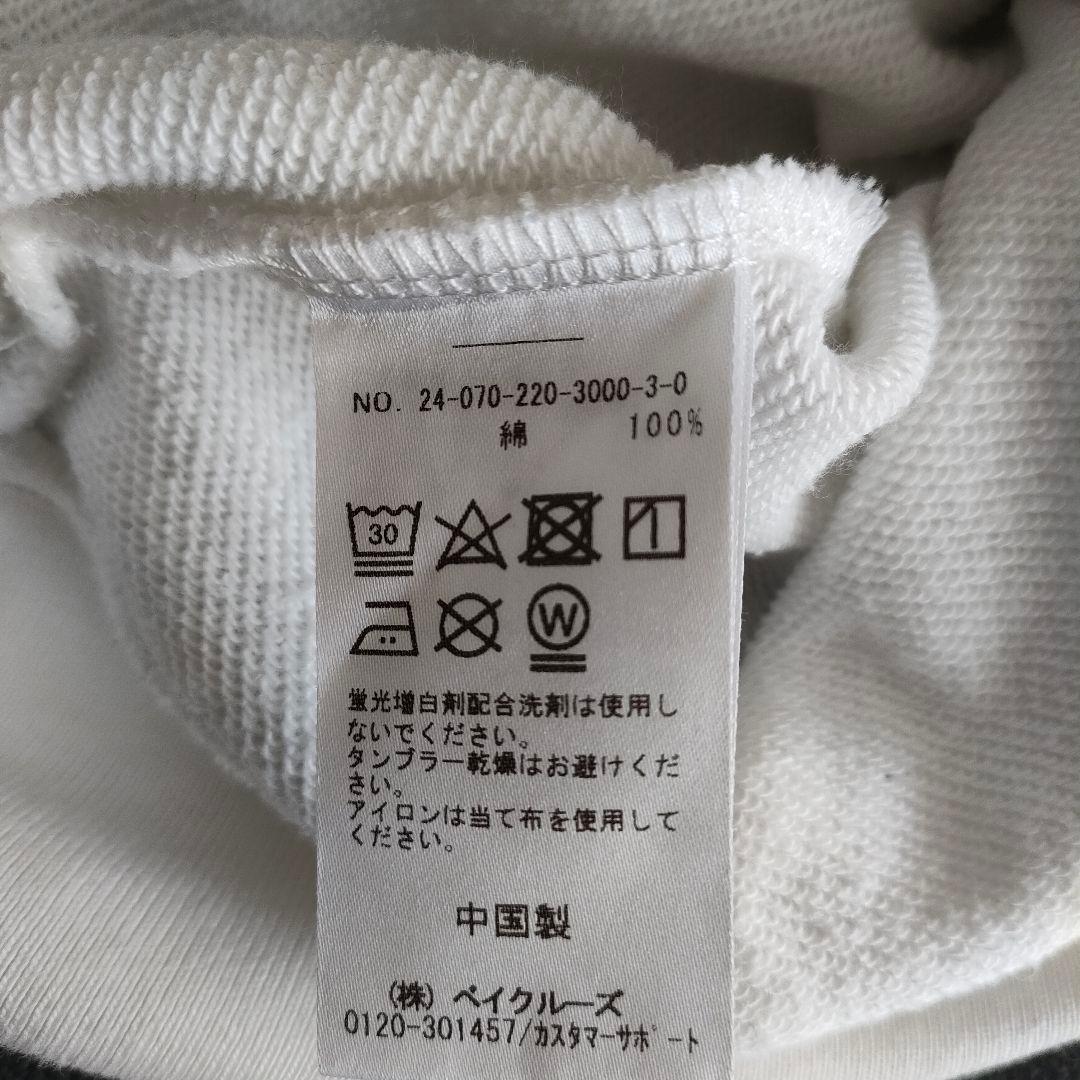 NO. 24-070-220-3000-3-0
綿 100%
30
W
蛍光増白剤配合洗剤は使用し
ないでください。
タンブラー乾燥はお避けくだ
さい。
アイロンは当て布を使用して
ください。
中国製
(株) ベイクルーズ
0120-301457/カスタマーサポート